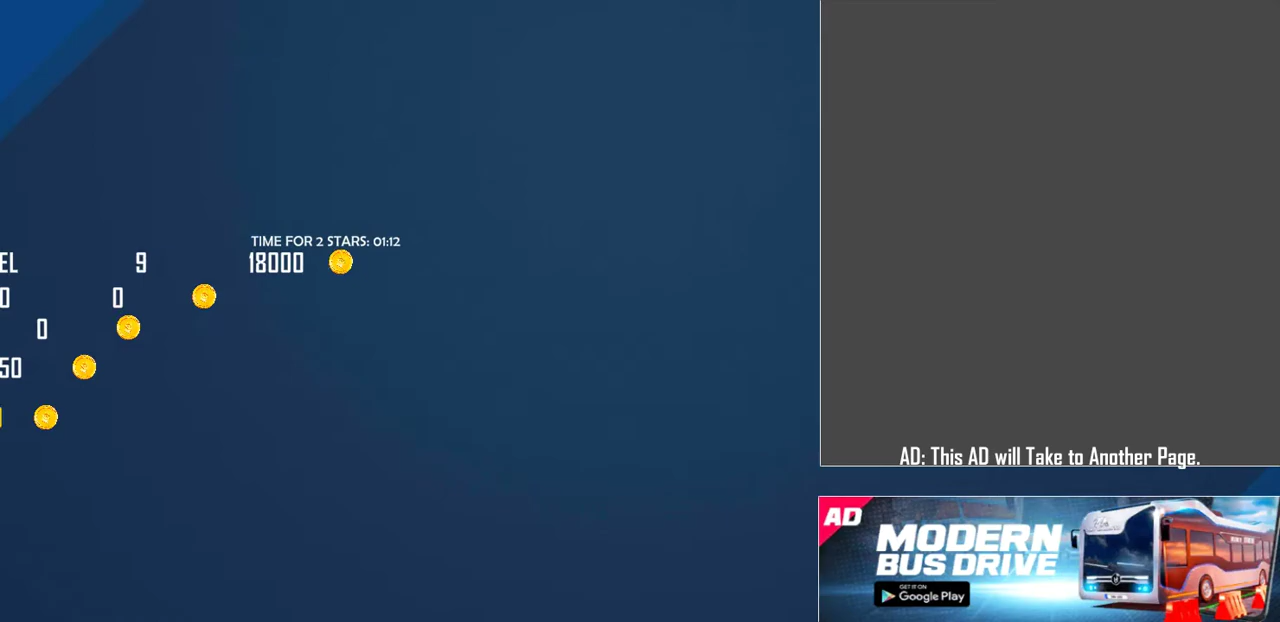 TIME FOR 2 STARS: 01:12
EL 9 18000
0 0
0
50
AD: This AD will Take to Another Page.
AD
MODERN
BUS DRIVE
GET IT ON
Google Play